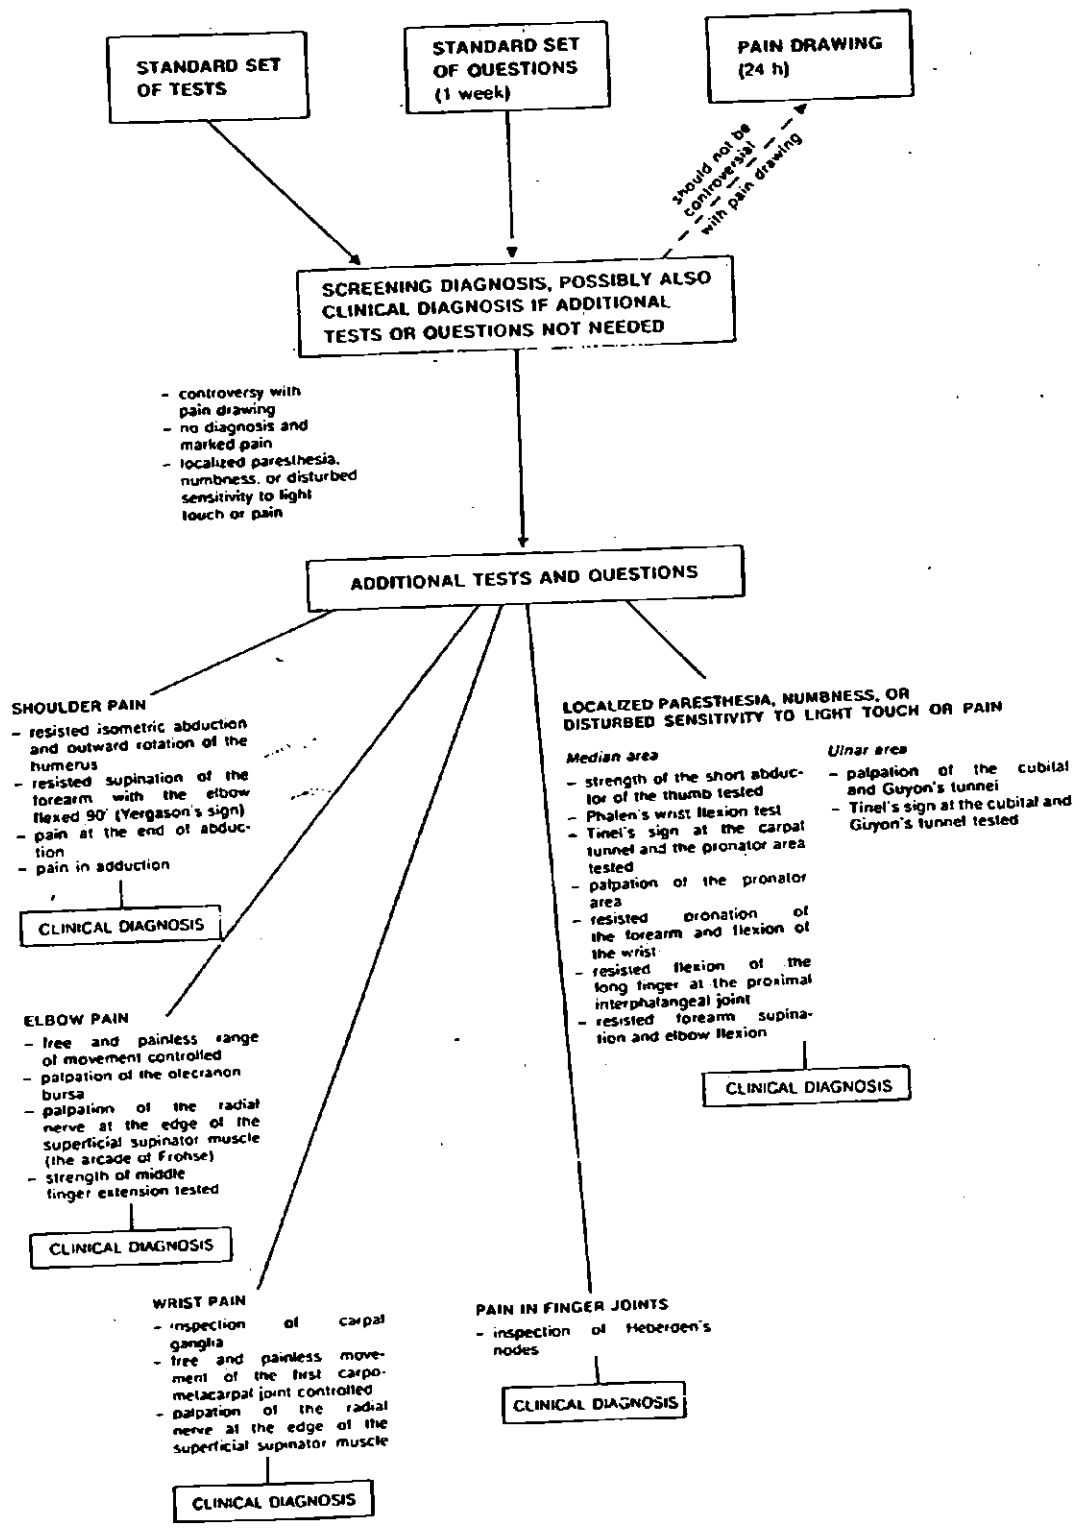 STANDARD SET
OF TESTS
STANDARD SET
OF QUESTIONS
(1 week)
PAIN DRAWING
(24 h)
should not be
controversial
with pain drawing
SCREENING DIAGNOSIS, POSSIBLY ALSO
CLINICAL DIAGNOSIS IF ADDITIONAL
TESTS OR QUESTIONS NOT NEEDED
- controversy with
pain drawing
- no diagnosis and
marked pain
- localized paresthesia,
numbness, or disturbed
sensitivity to light
touch or pain
ADDITIONAL TESTS AND QUESTIONS
SHOULDER PAIN
- resisted isometric abduction
and outward rotation of the
humerus
- resisted supination of the
forearm with the elbow
flexed 90° (Yergason's sign)
- pain at the end of abduc-
tion
- pain in adduction
CLINICAL DIAGNOSIS
ELBOW PAIN
- free and painless range
of movement controlled
- palpation of the olecranon
bursa
- palpation of the radial
nerve at the edge of the
superficial supinator muscle
(the arcade of Frohse)
- strength of middle
finger extension tested
CLINICAL DIAGNOSIS
WRIST PAIN
- inspection of carpal
ganglia
- free and painless move-
ment of the first carpo-
metacarpal joint controlled
- palpation of the radial
nerve at the edge of the
superficial supinator muscle
CLINICAL DIAGNOSIS
PAIN IN FINGER JOINTS
- inspection of Heberden's
nodes
CLINICAL DIAGNOSIS
LOCALIZED PARESTHESIA, NUMBNESS, OR
DISTURBED SENSITIVITY TO LIGHT TOUCH OR PAIN
Median area
- strength of the short abduc-
tor of the thumb tested
- Phalen's wrist flexion test
- Tinel's sign at the carpal
tunnel and the pronator area
tested
- palpation of the pronator
area
- resisted pronation of
the forearm and flexion of
the wrist
- resisted flexion of the
long finger at the proximal
interphalangeal joint
- resisted forearm supina-
tion and elbow flexion
Ulnar area
- palpation of the cubital
and Guyon's tunnel
- Tinel's sign at the cubital and
Guyon's tunnel tested
CLINICAL DIAGNOSIS